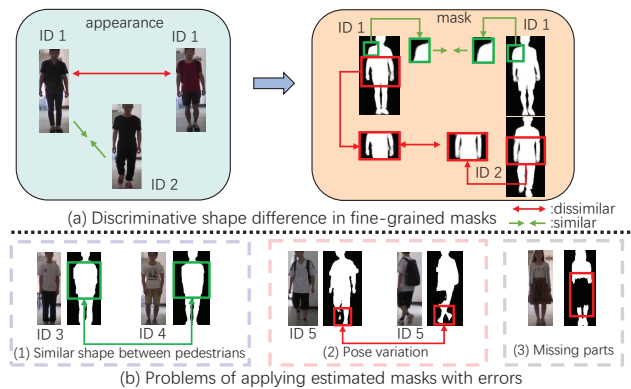 appearance
ID 1
ID 1
ID 2
mask
ID 1
ID 1
ID 2
(a) Discriminative shape difference in fine-grained masks
:dissimilar
:similar
ID 3
ID 4
(1) Similar shape between pedestrians
ID 5
ID 5
(2) Pose variation
(3) Missing parts
(b) Problems of applying estimated masks with errors